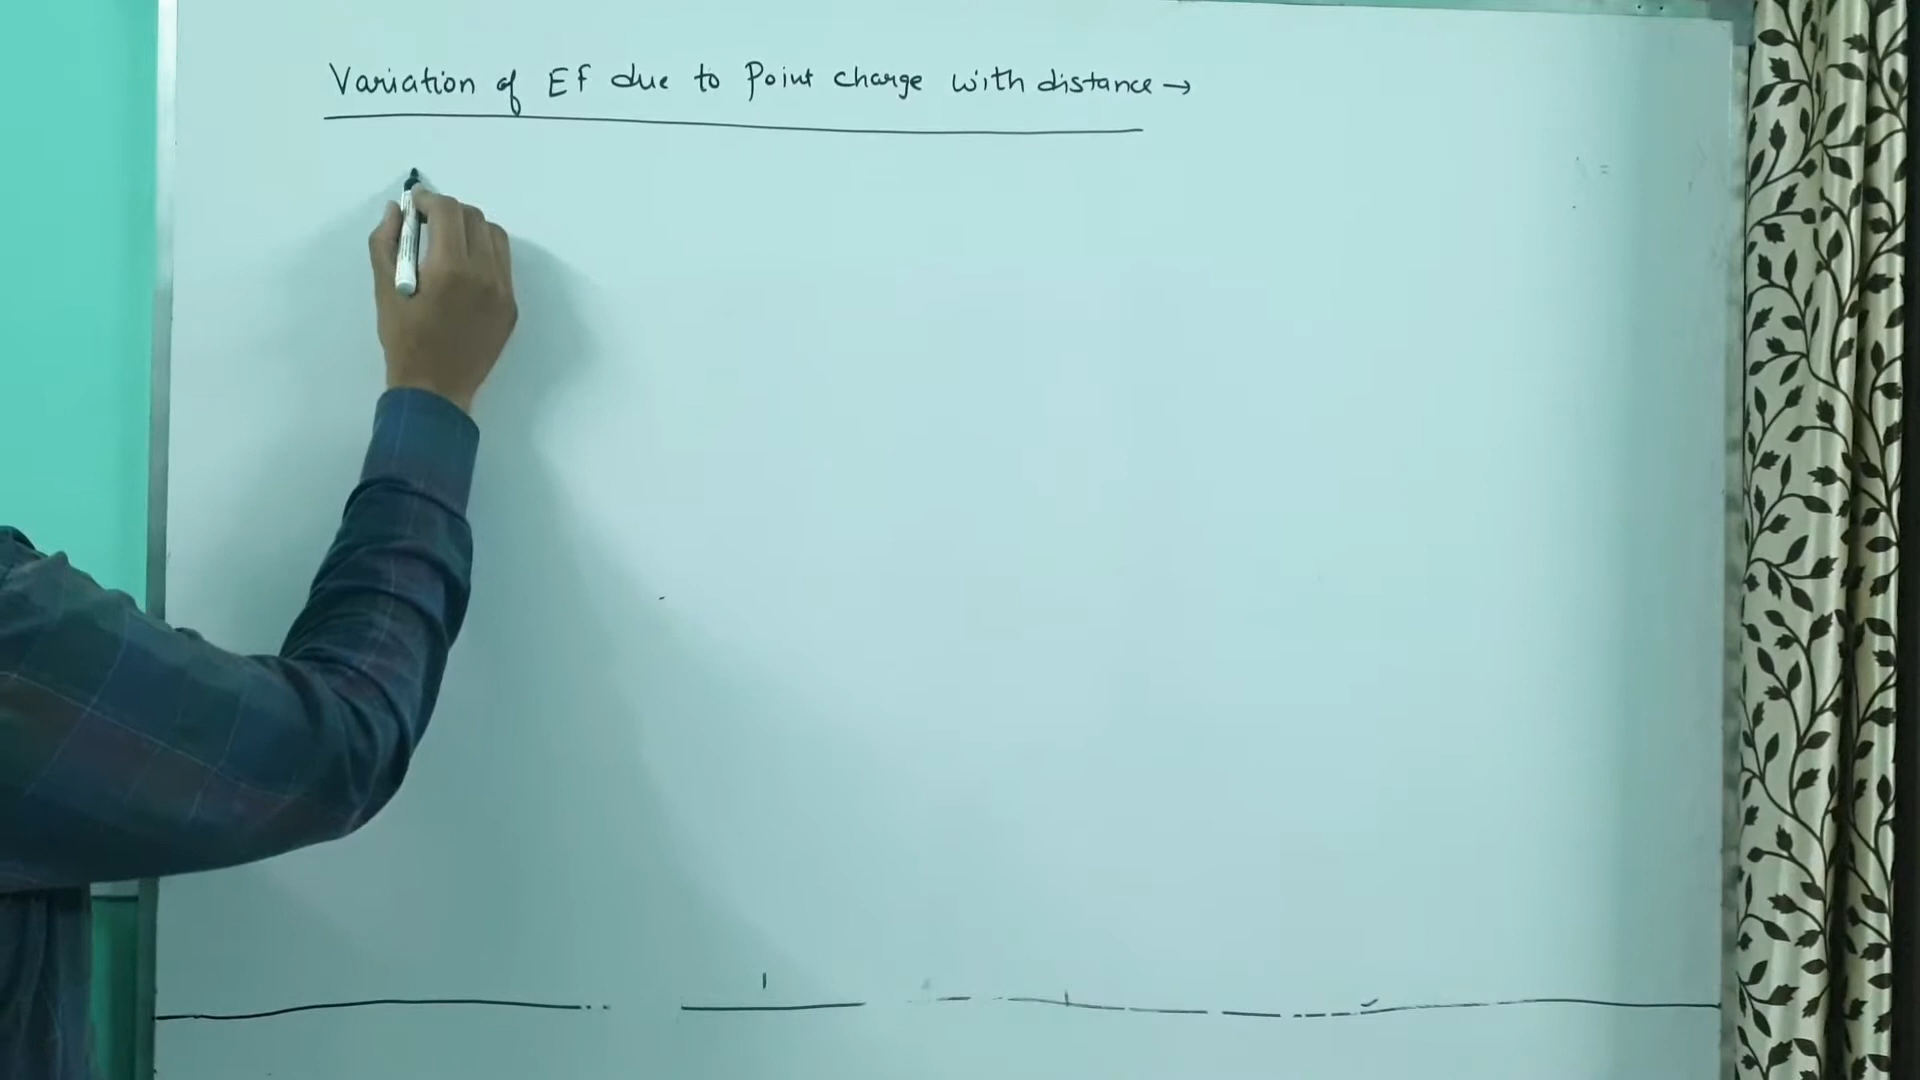 Variation of EF due to Point charge with distance →